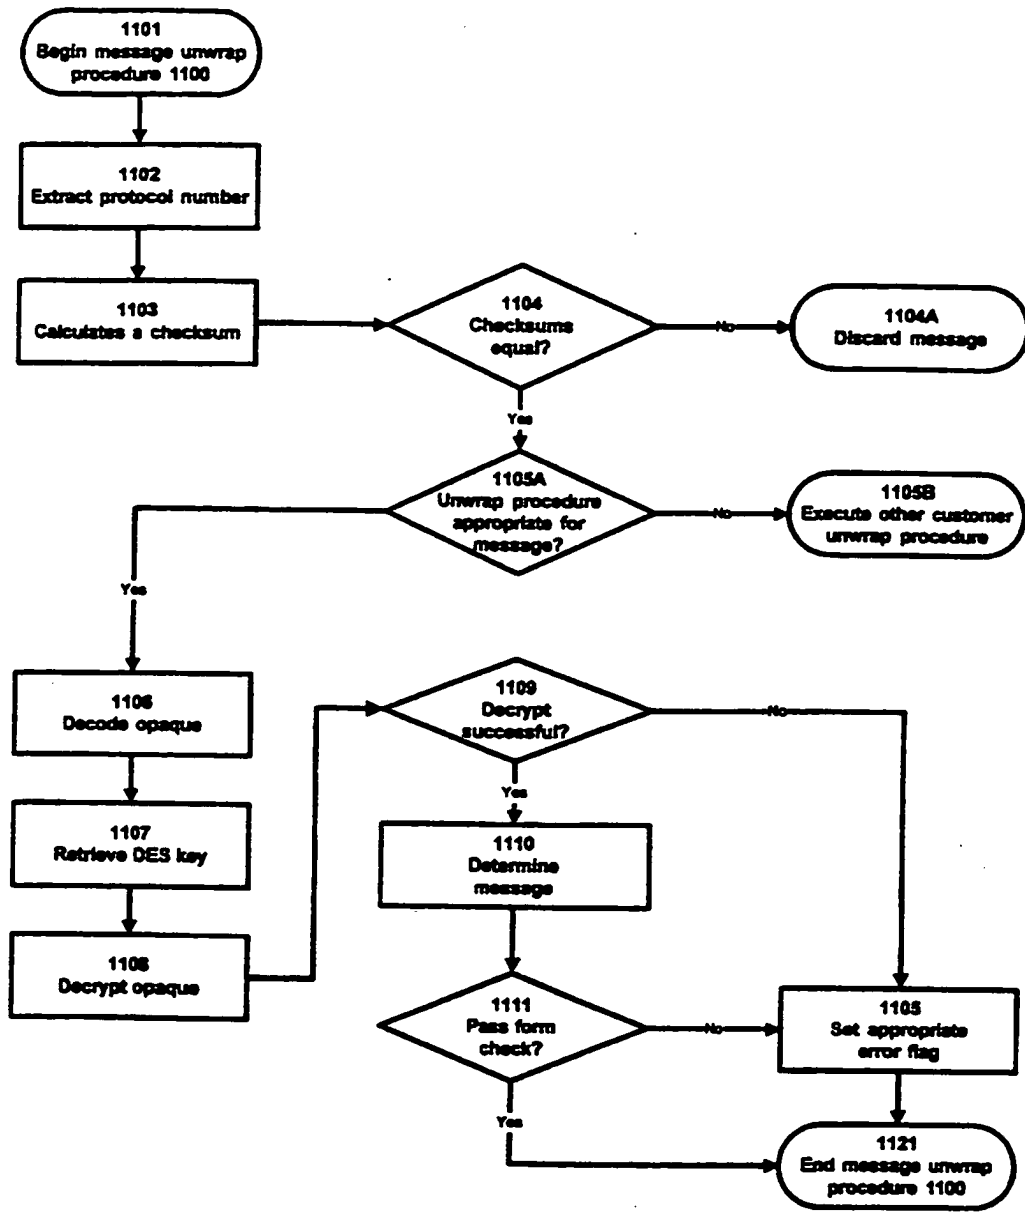 1101
Begin message unwrap
procedure 1100
1102
Extract protocol number
1103
Calculates a checksum
1104
Checksums
equal?
No
1104A
Discard message
Yes
1105A
Unwrap procedure
appropriate for
message?
No
1105B
Execute other customer
unwrap procedure
Yes
1106
Decode opaque
1109
Decrypt
successful?
No
Yes
1107
Retrieve DES key
1110
Determine
message
1108
Decrypt opaque
1111
Pass form
check?
No
1105
Set appropriate
error flag
Yes
1121
End message unwrap
procedure 1100